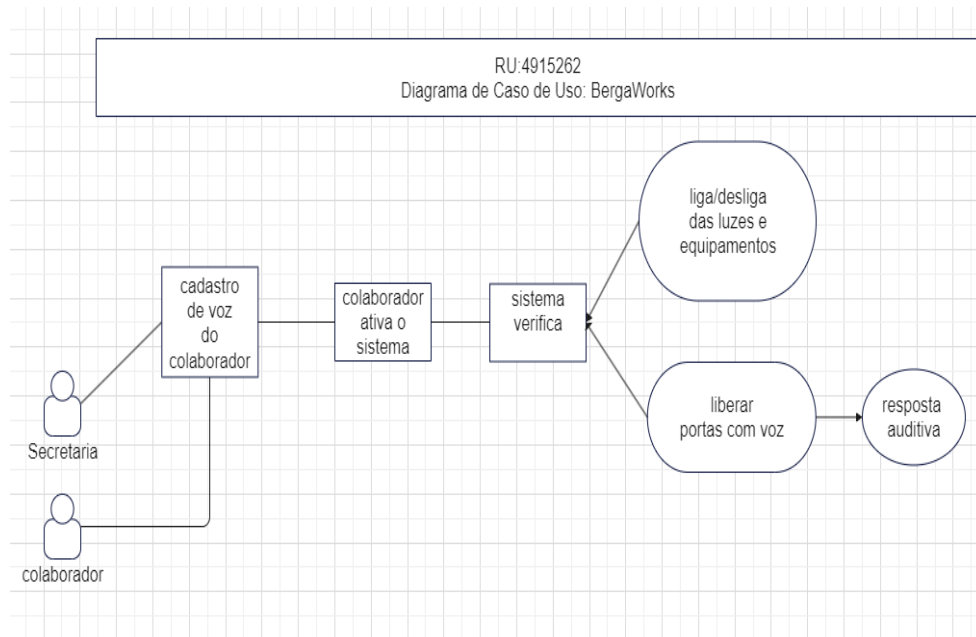 RU:4915262
Diagrama de Caso de Uso: BergaWorks
liga/desliga
das luzes e
equipamentos
cadastro
de voz
do
colaborador
colaborador
ativa o
sistema
sistema
verifica
liberar
portas com voz
resposta
auditiva
Secretaria
colaborador